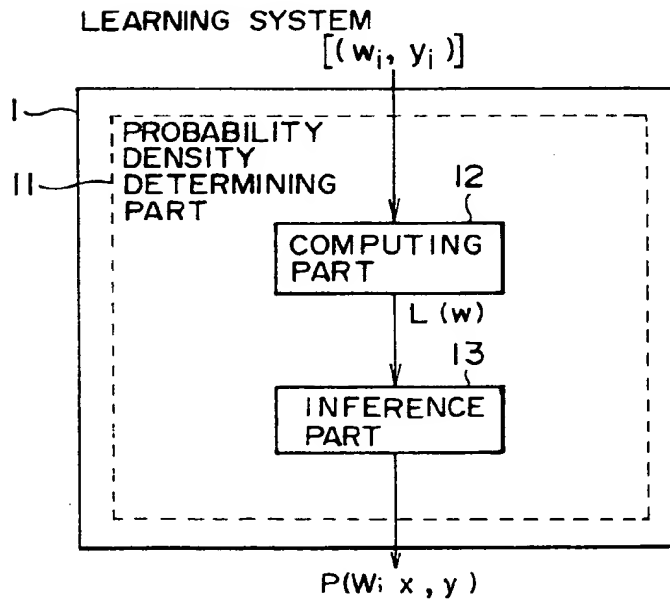 LEARNING SYSTEM
[(wi, yi)]
1
PROBABILITY
DENSITY
11
DETERMINING
PART
12
COMPUTING
PART
L (w)
13
INFERENCE
PART
P(W; x, y)